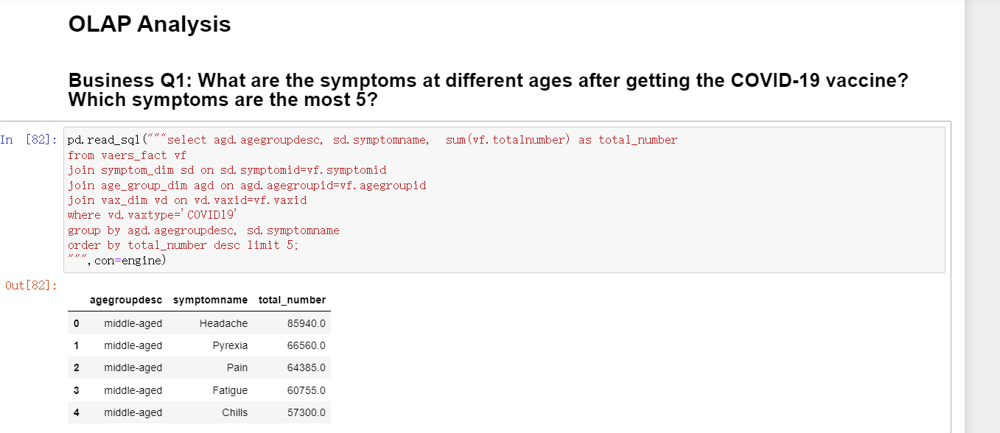 OLAP Analysis
Business Q1: What are the symptoms at different ages after getting the COVID-19 vaccine?
Which symptoms are the most 5?
In [82]: pd.read_sql("""select agd.agegroupdesc, sd.symptomname, sum(vf.totalnumber) as total_number
from vaers_fact vf
join symptom_dim sd on sd.symptomid=vf.symptomid
join age_group_dim agd on agd.agegroupid=vf.agegroupid
join vax_dim vd on vd.vaxid=vf.vaxid
where vd.vaxtype='COVID19'
group by agd.agegroupdesc, sd.symptomname
order by total_number desc limit 5;
""",con=engine)
Out[82]:
agegroupdesc symptomname total_number
0 middle-aged Headache 85940.0
1 middle-aged Pyrexia 66560.0
2 middle-aged Pain 64385.0
3 middle-aged Fatigue 60755.0
4 middle-aged Chills 57300.0